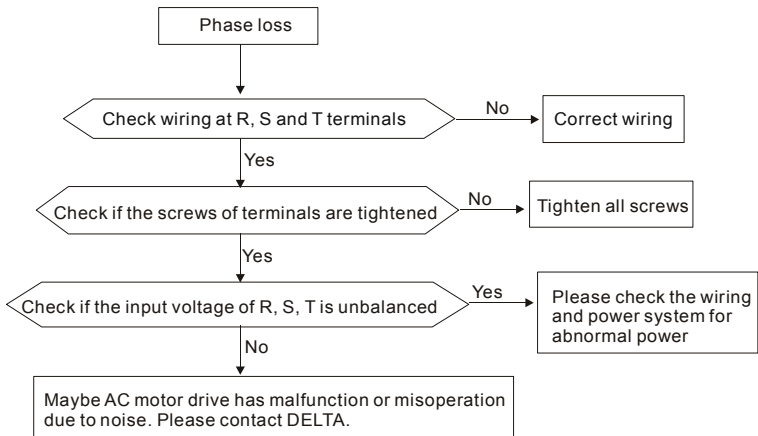 Phase loss
Check wiring at R, S and T terminals
No
Correct wiring
Yes
Check if the screws of terminals are tightened
No
Tighten all screws
Yes
Check if the input voltage of R, S, T is unbalanced
Yes
Please check the wiring
and power system for
abnormal power
No
Maybe AC motor drive has malfunction or misoperation
due to noise. Please contact DELTA.